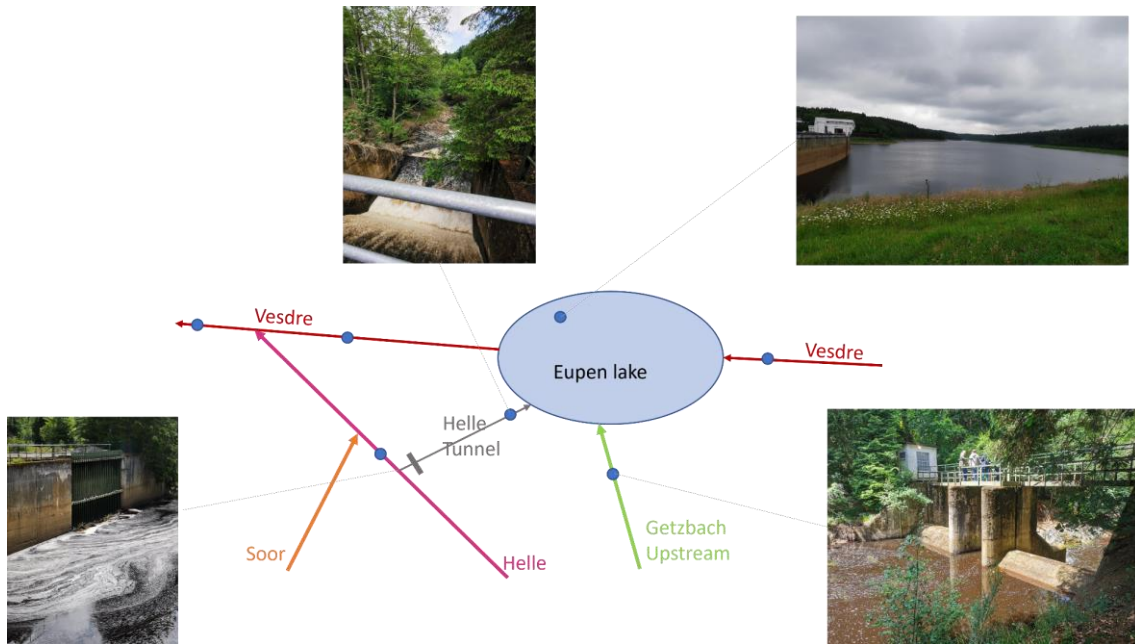 Vesdre
Eupen lake
Vesdre
Helle
Tunnel
Soor
Helle
Getzbach
Upstream